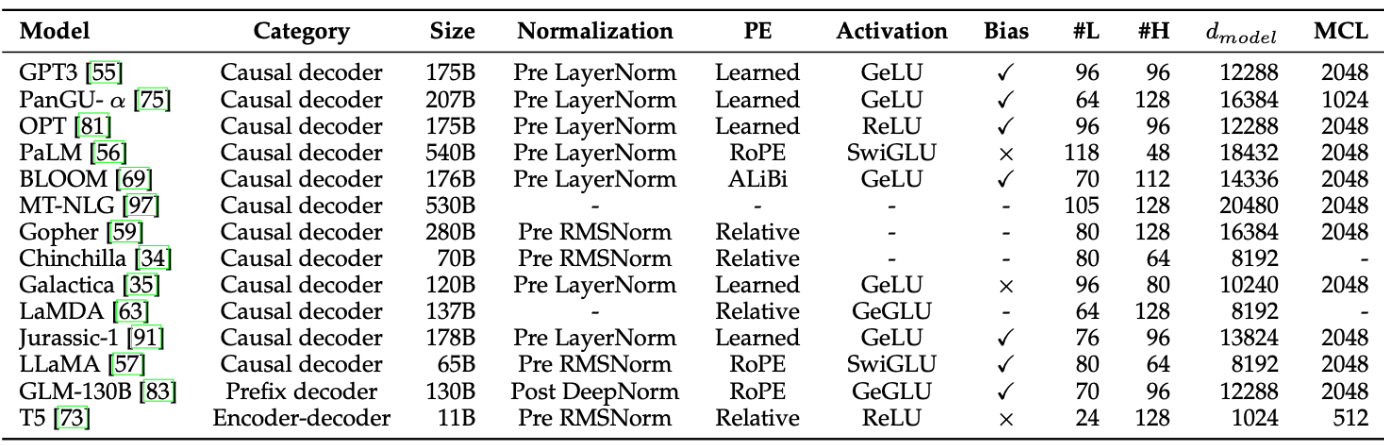 Model Category Size Normalization PE Activation Bias #L #H d_model MCL
GPT3 [55] Causal decoder 175B Pre LayerNorm Learned GeLU ✓ 96 96 12288 2048
PanGU- α [75] Causal decoder 207B Pre LayerNorm Learned GeLU ✓ 64 128 16384 1024
OPT [81] Causal decoder 175B Pre LayerNorm Learned ReLU ✓ 96 96 12288 2048
PaLM [56] Causal decoder 540B Pre LayerNorm RoPE SwiGLU × 118 48 18432 2048
BLOOM [69] Causal decoder 176B Pre LayerNorm ALiBi GeLU ✓ 70 112 14336 2048
MT-NLG [97] Causal decoder 530B - - - - 105 128 20480 2048
Gopher [59] Causal decoder 280B Pre RMSNorm Relative - - 80 128 16384 2048
Chinchilla [34] Causal decoder 70B Pre RMSNorm Relative - - 80 64 8192 -
Galactica [35] Causal decoder 120B Pre LayerNorm Learned GeLU × 96 80 10240 2048
LaMDA [63] Causal decoder 137B - Relative GeGLU - 64 128 8192 -
Jurassic-1 [91] Causal decoder 178B Pre LayerNorm Learned GeLU ✓ 76 96 13824 2048
LLaMA [57] Causal decoder 65B Pre RMSNorm RoPE SwiGLU ✓ 80 64 8192 2048
GLM-130B [83] Prefix decoder 130B Post DeepNorm RoPE GeGLU ✓ 70 96 12288 2048
T5 [73] Encoder-decoder 11B Pre RMSNorm Relative ReLU × 24 128 1024 512